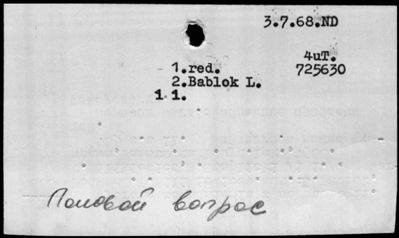 3.7.68.ND
4uT.
1.red. 725630
2.Bablok L.
1 1.
Половой вопрос